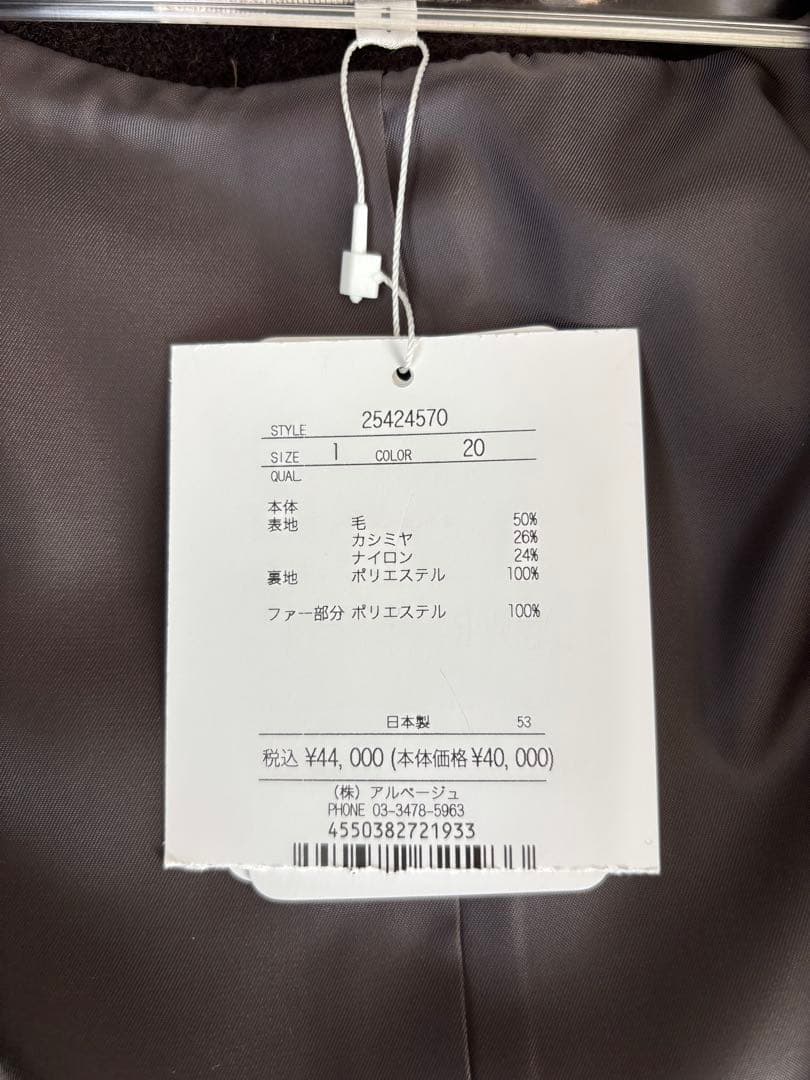 STYLE 25424570
SIZE 1 COLOR 20
QUAL
本体
表地 毛 50%
カシミヤ 26%
ナイロン 24%
裏地 ポリエステル 100%
ファー部分 ポリエステル 100%
日本製 53
税込 ¥44,000 (本体価格¥40,000)
(株) アルページュ
PHONE 03-3478-5963
4550382721933